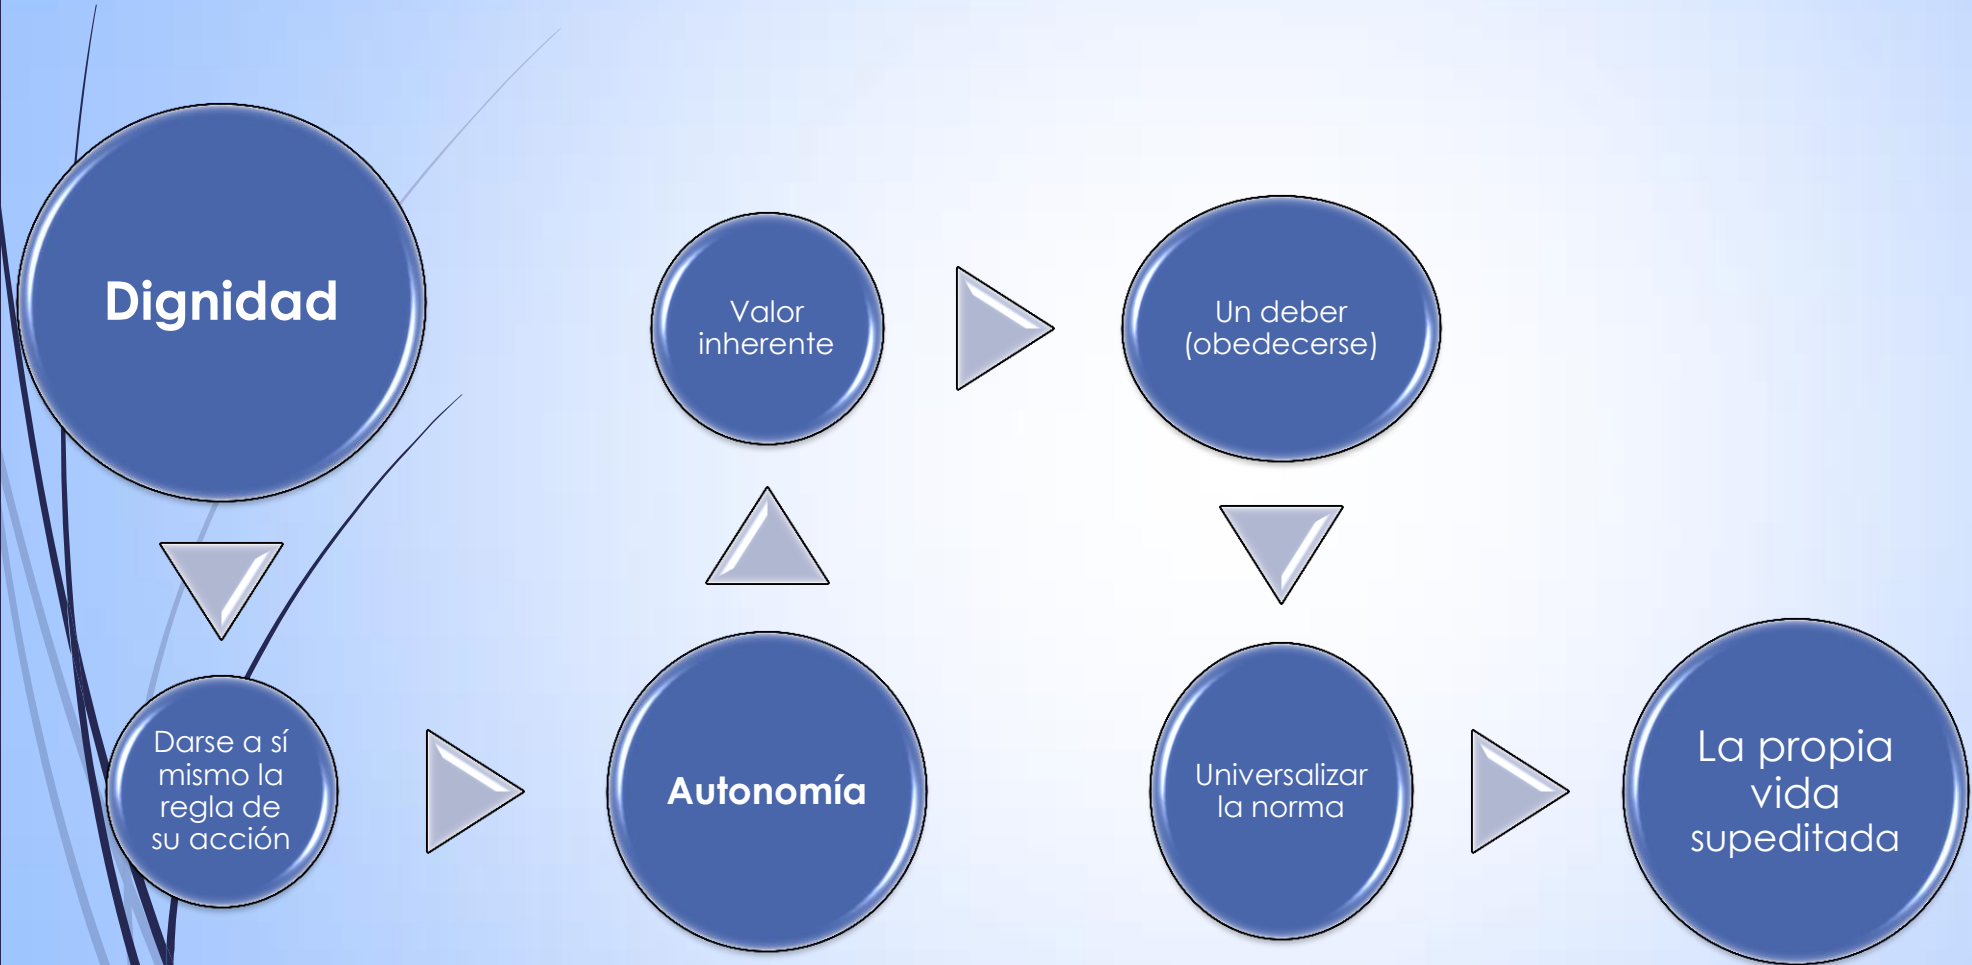 Dignidad
Darse a sí
mismo la
regla de
su acción
Autonomía
Valor
inherente
Un deber
(obedecerse)
Universalizar
la norma
La propia
vida
supeditada